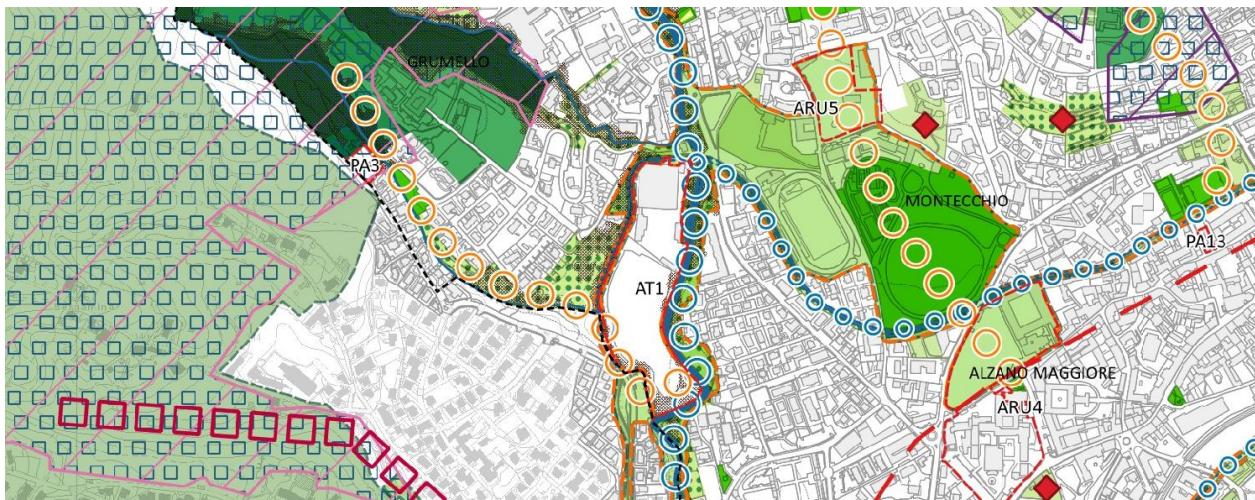 GRUMELLO
ARU5
PA3
MONTECCHIO
PA13
AT1
ALZANO MAGGIORE
ARU4